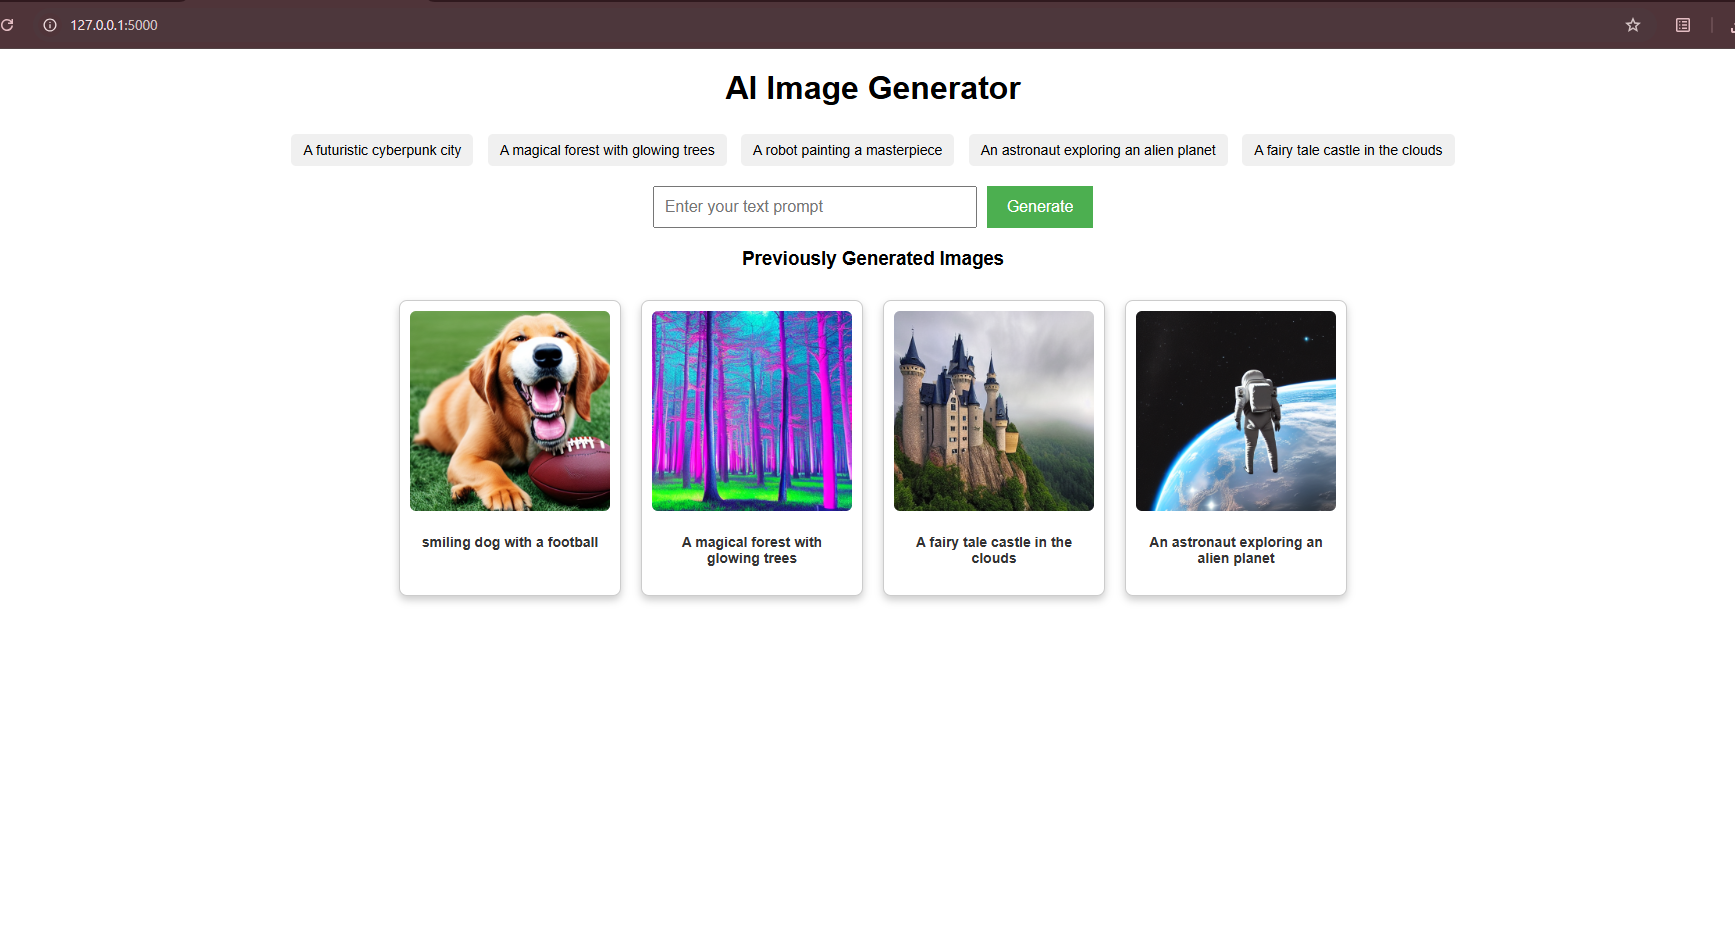 127.0.0.1:5000
AI Image Generator
A futuristic cyberpunk city
A magical forest with glowing trees
A robot painting a masterpiece
An astronaut exploring an alien planet
A fairy tale castle in the clouds
Enter your text prompt
Generate
Previously Generated Images
smiling dog with a football
A magical forest with
glowing trees
A fairy tale castle in the
clouds
An astronaut exploring an
alien planet